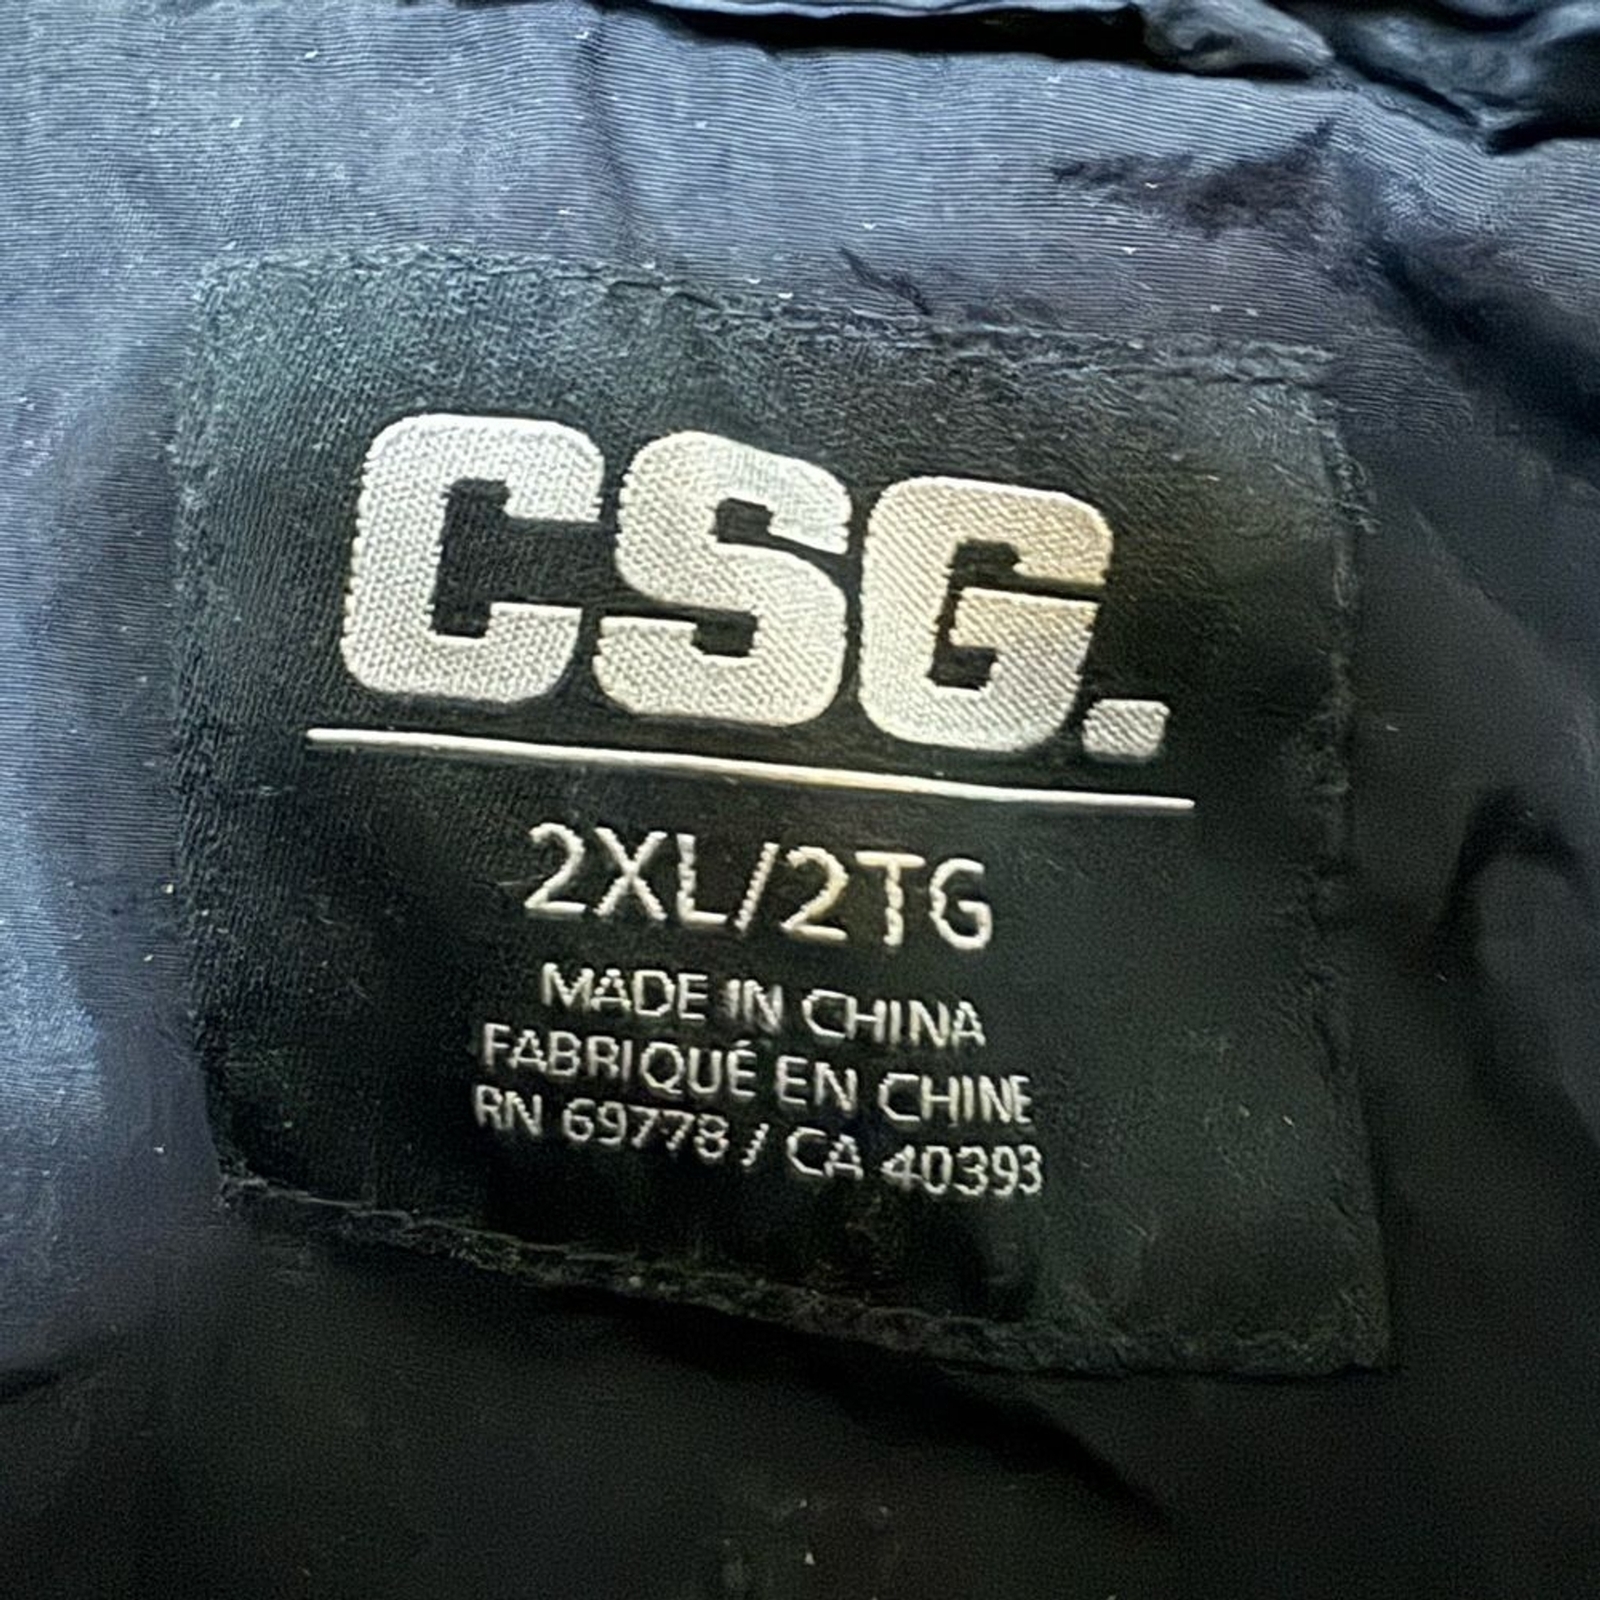 CSG.
2XL/2TG
MADE IN CHINA
FABRIQUÉ EN CHINE
RN 69778 / CA 40393